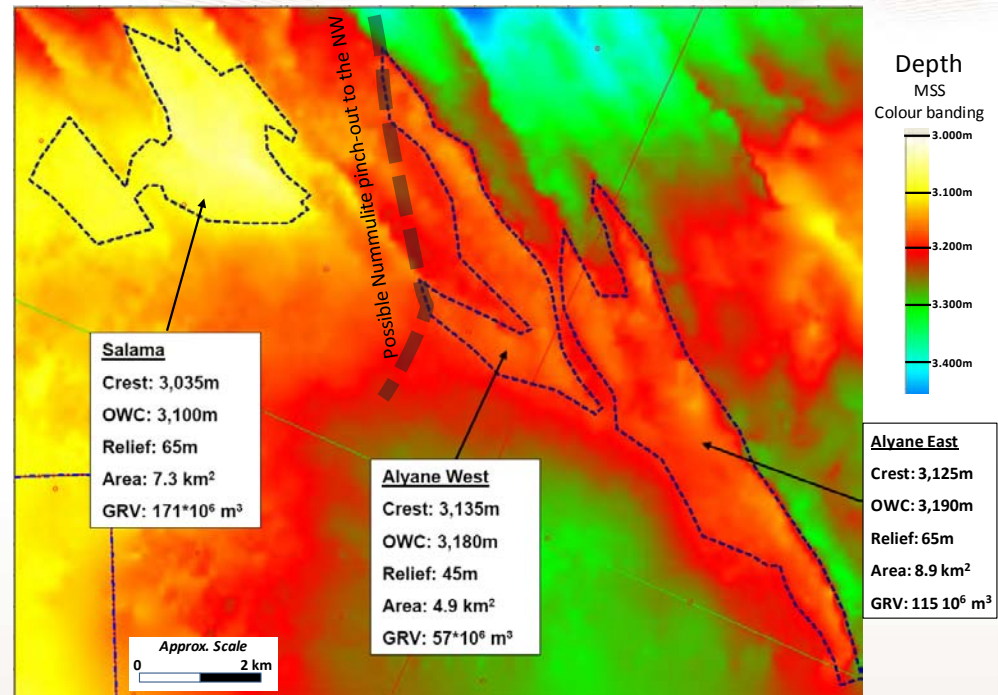 Possible Nummulite pinch-out to the NW
Depth
MSS
Colour banding
3.000m
3.100m
3.200m
3.300m
3.400m
Salama
Crest: 3,035m
OWC: 3,100m
Relief: 65m
Area: 7.3 km²
GRV: 171*10⁶ m³
Alyane West
Crest: 3,135m
OWC: 3,180m
Relief: 45m
Area: 4.9 km²
GRV: 57*10⁶ m³
Alyane East
Crest: 3,125m
OWC: 3,190m
Relief: 65m
Area: 8.9 km²
GRV: 115 10⁶ m³
Approx. Scale
0 2 km